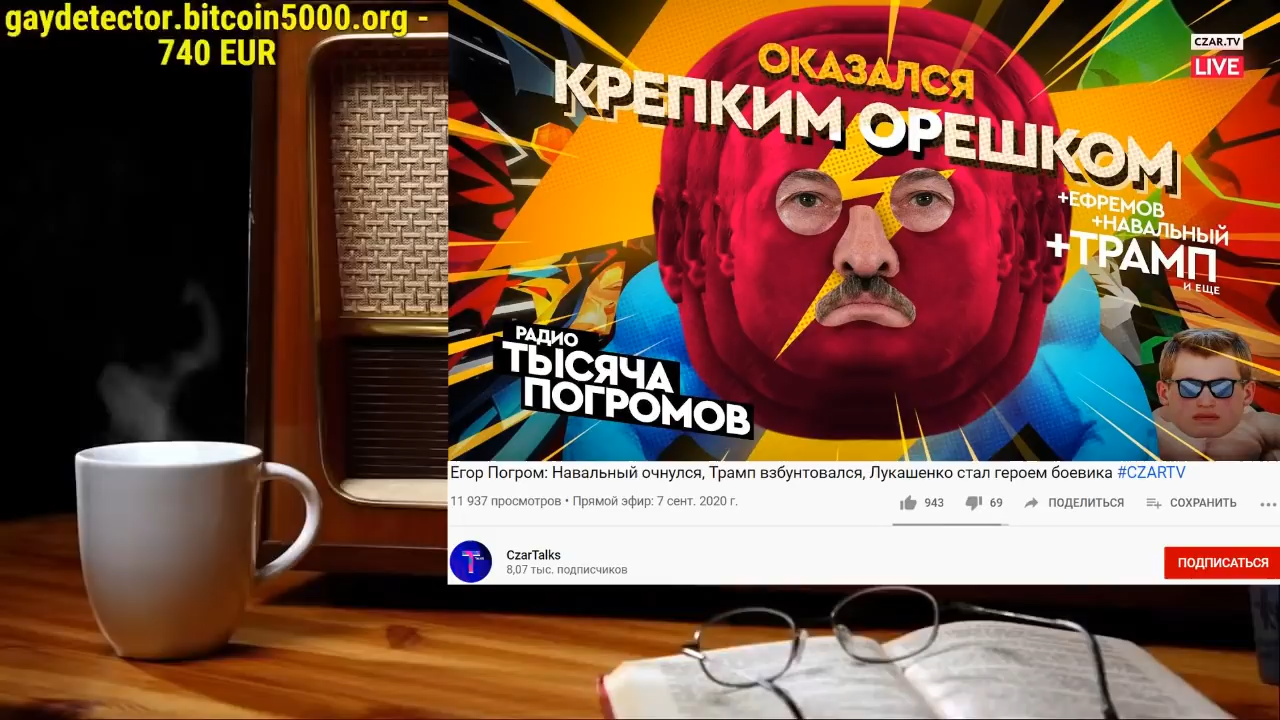 gaydetector.bitcoin5000.org -
740 EUR
CZAR.TV
LIVE
ОКАЗАЛСЯ
КРЕПКИМ ОРЕШКОМ
+ЕФРЕМОВ
+НАВАЛЬНЫЙ
+ТРАМП
И ЕЩЕ
РАДИО
ТЫСЯЧА
ПОГРОМОВ
Егор Погром: Навальный очнулся, Трамп взбунтовался, Лукашенко стал героем боевика #CZARTV
11 937 просмотров • Прямой эфир: 7 сент. 2020 г.
943
69
ПОДЕЛИТЬСЯ
СОХРАНИТЬ
CzarTalks
8,07 тыс. подписчиков
ПОДПИСАТЬСЯ